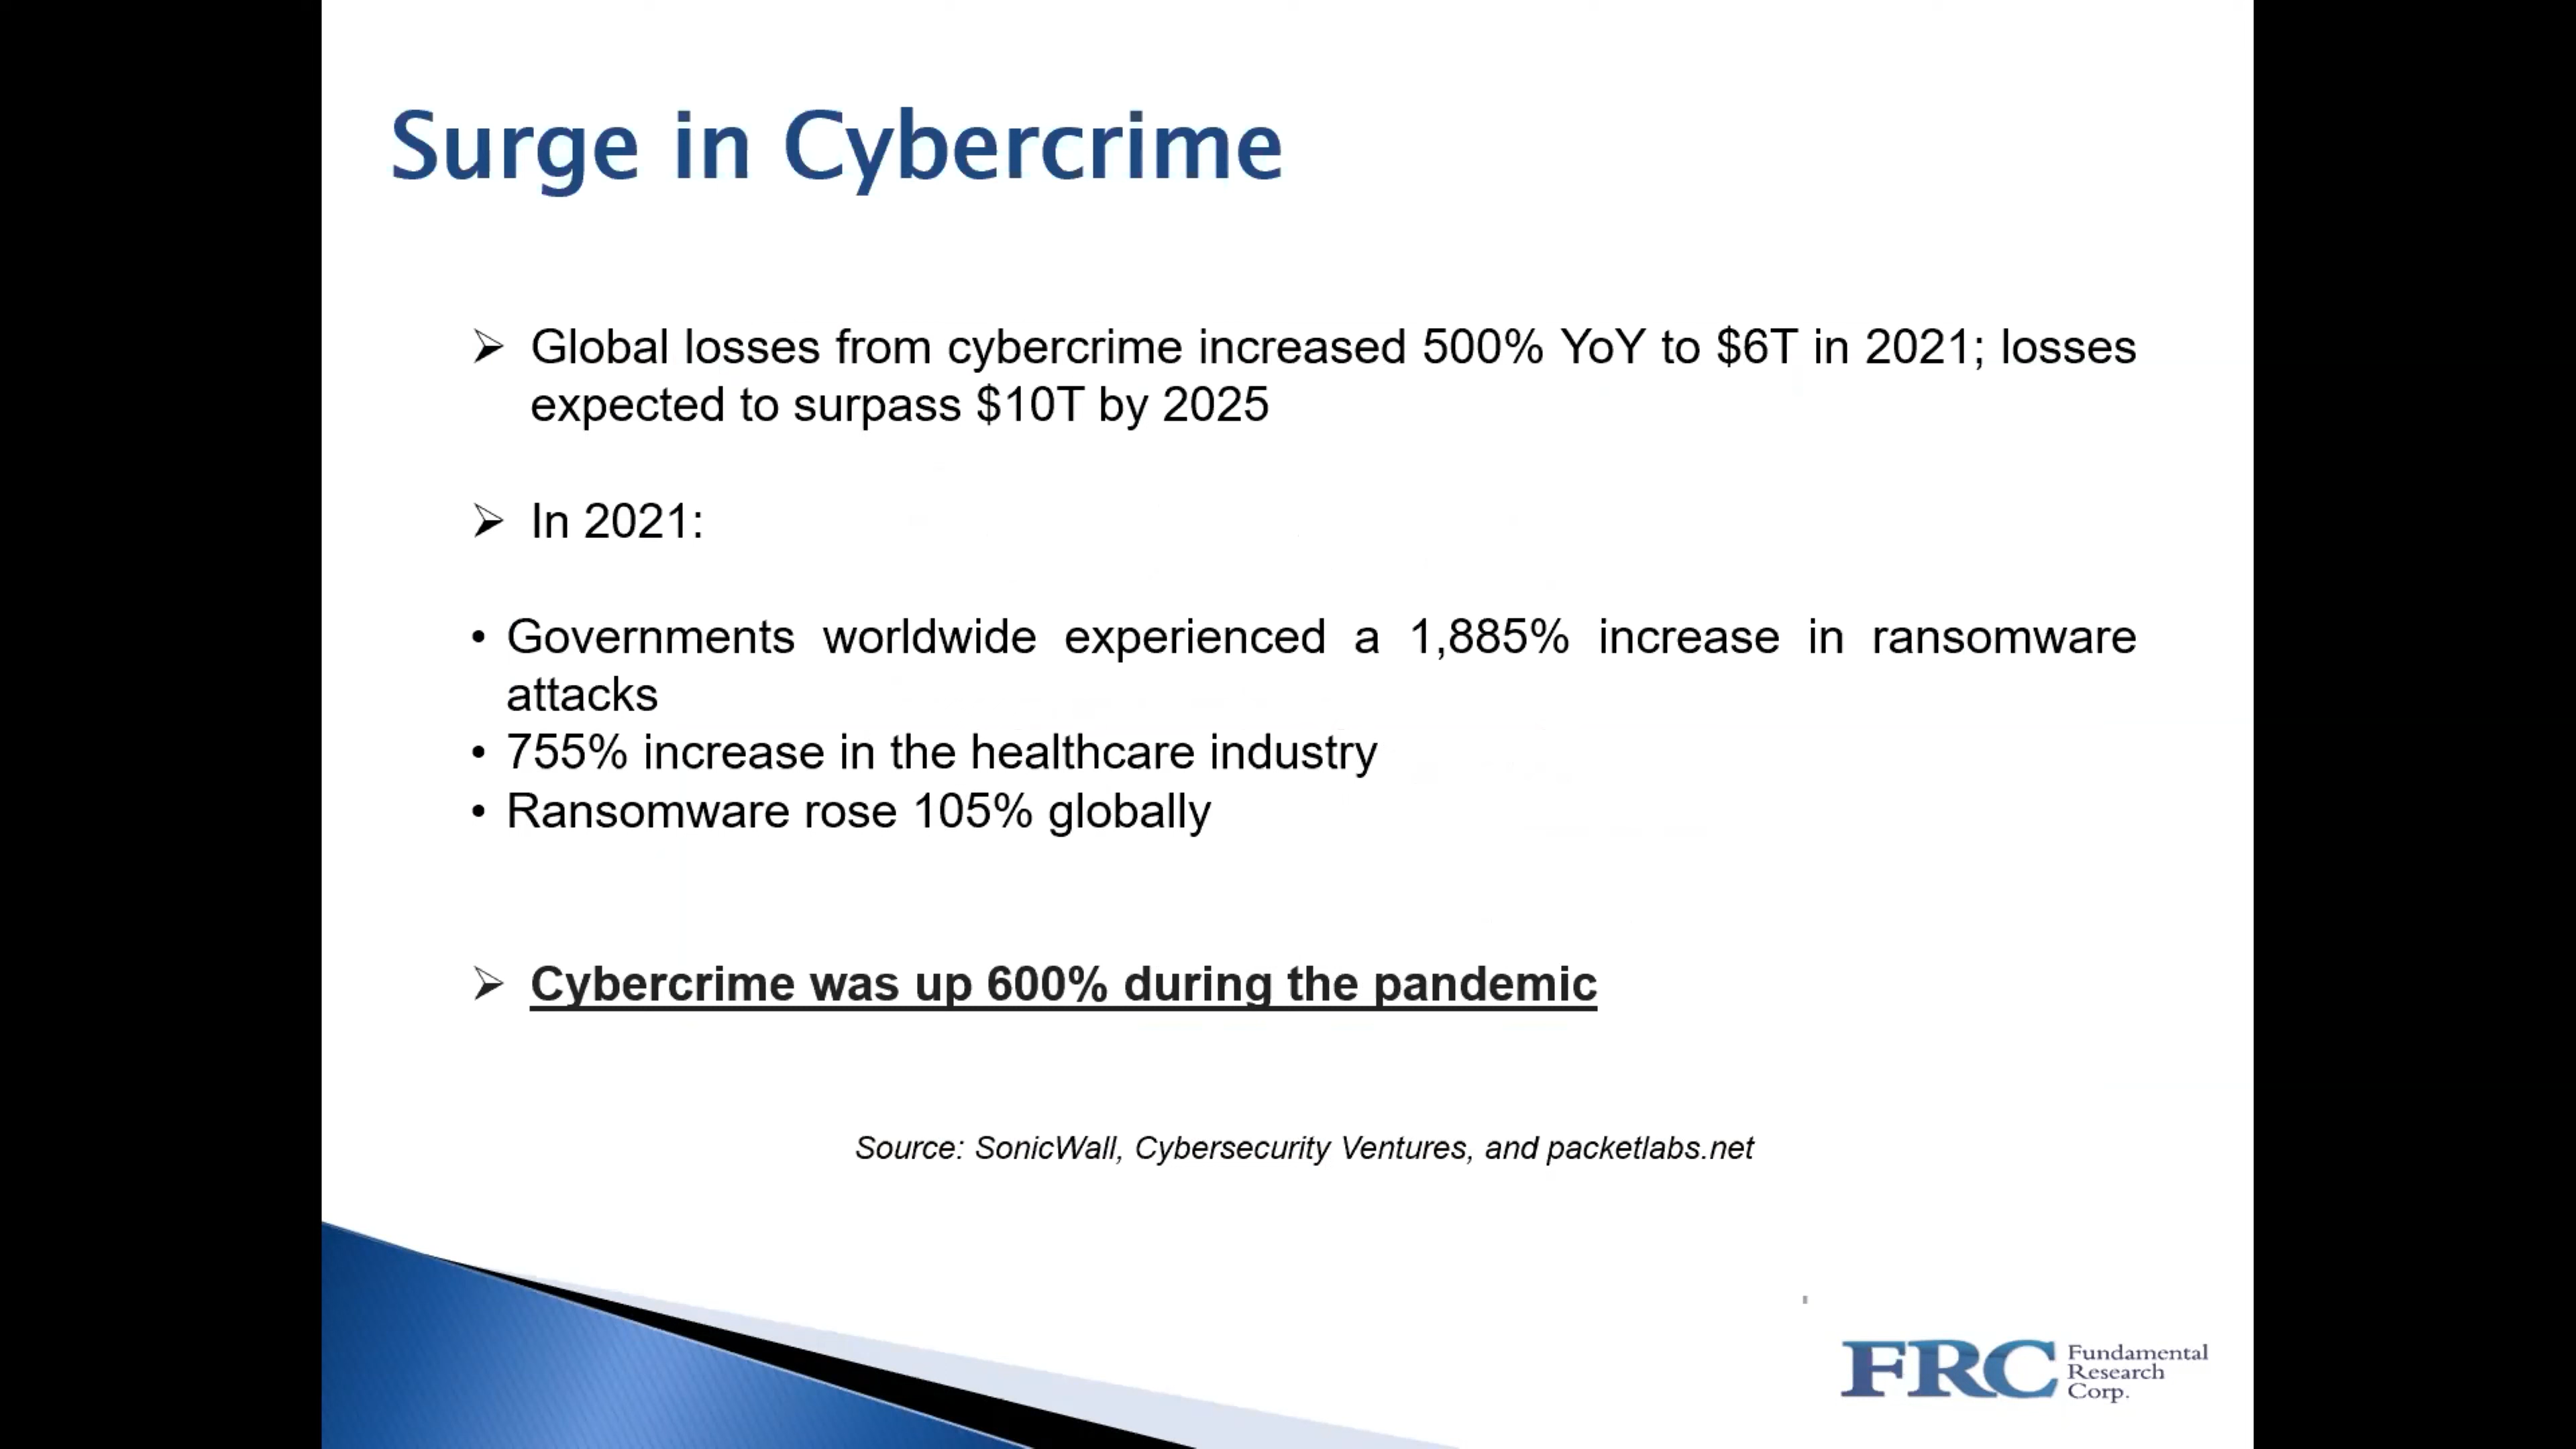 Surge in Cybercrime
➢ Global losses from cybercrime increased 500% YoY to $6T in 2021; losses
expected to surpass $10T by 2025
➢ In 2021:
• Governments worldwide experienced a 1,885% increase in ransomware
attacks
• 755% increase in the healthcare industry
• Ransomware rose 105% globally
➢ Cybercrime was up 600% during the pandemic
Source: SonicWall, Cybersecurity Ventures, and packetlabs.net
FRC Fundamental
Research
Corp.